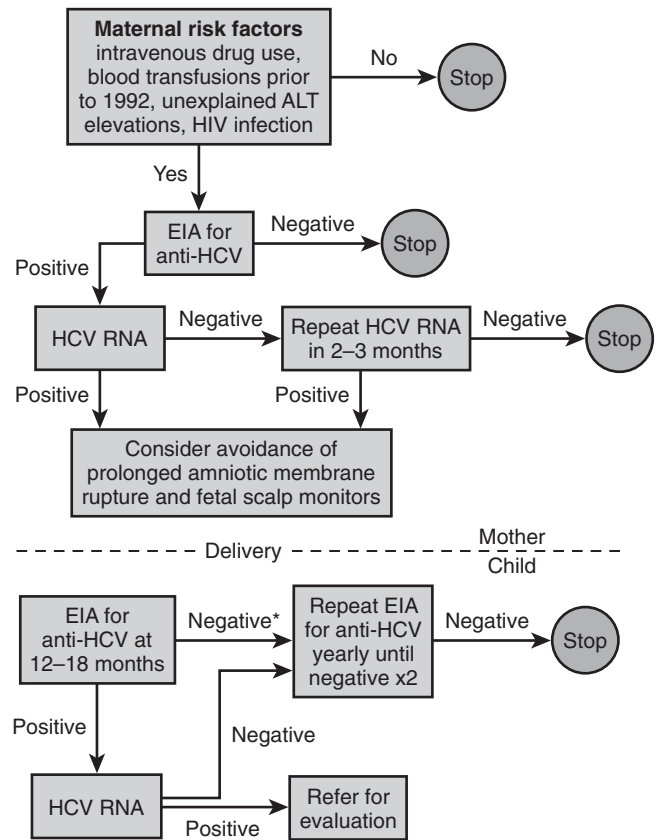 Maternal risk factors
intravenous drug use,
blood transfusions prior
to 1992, unexplained ALT
elevations, HIV infection
No
Stop
Yes
EIA for
anti-HCV
Negative
Stop
Positive
HCV RNA
Negative
Repeat HCV RNA
in 2–3 months
Negative
Stop
Positive
Positive
Consider avoidance of
prolonged amniotic membrane
rupture and fetal scalp monitors
Delivery
Mother
Child
EIA for
anti-HCV at
12–18 months
Negative*
Repeat EIA
for anti-HCV
yearly until
negative x2
Negative
Stop
Positive
Negative
HCV RNA
Positive
Refer for
evaluation